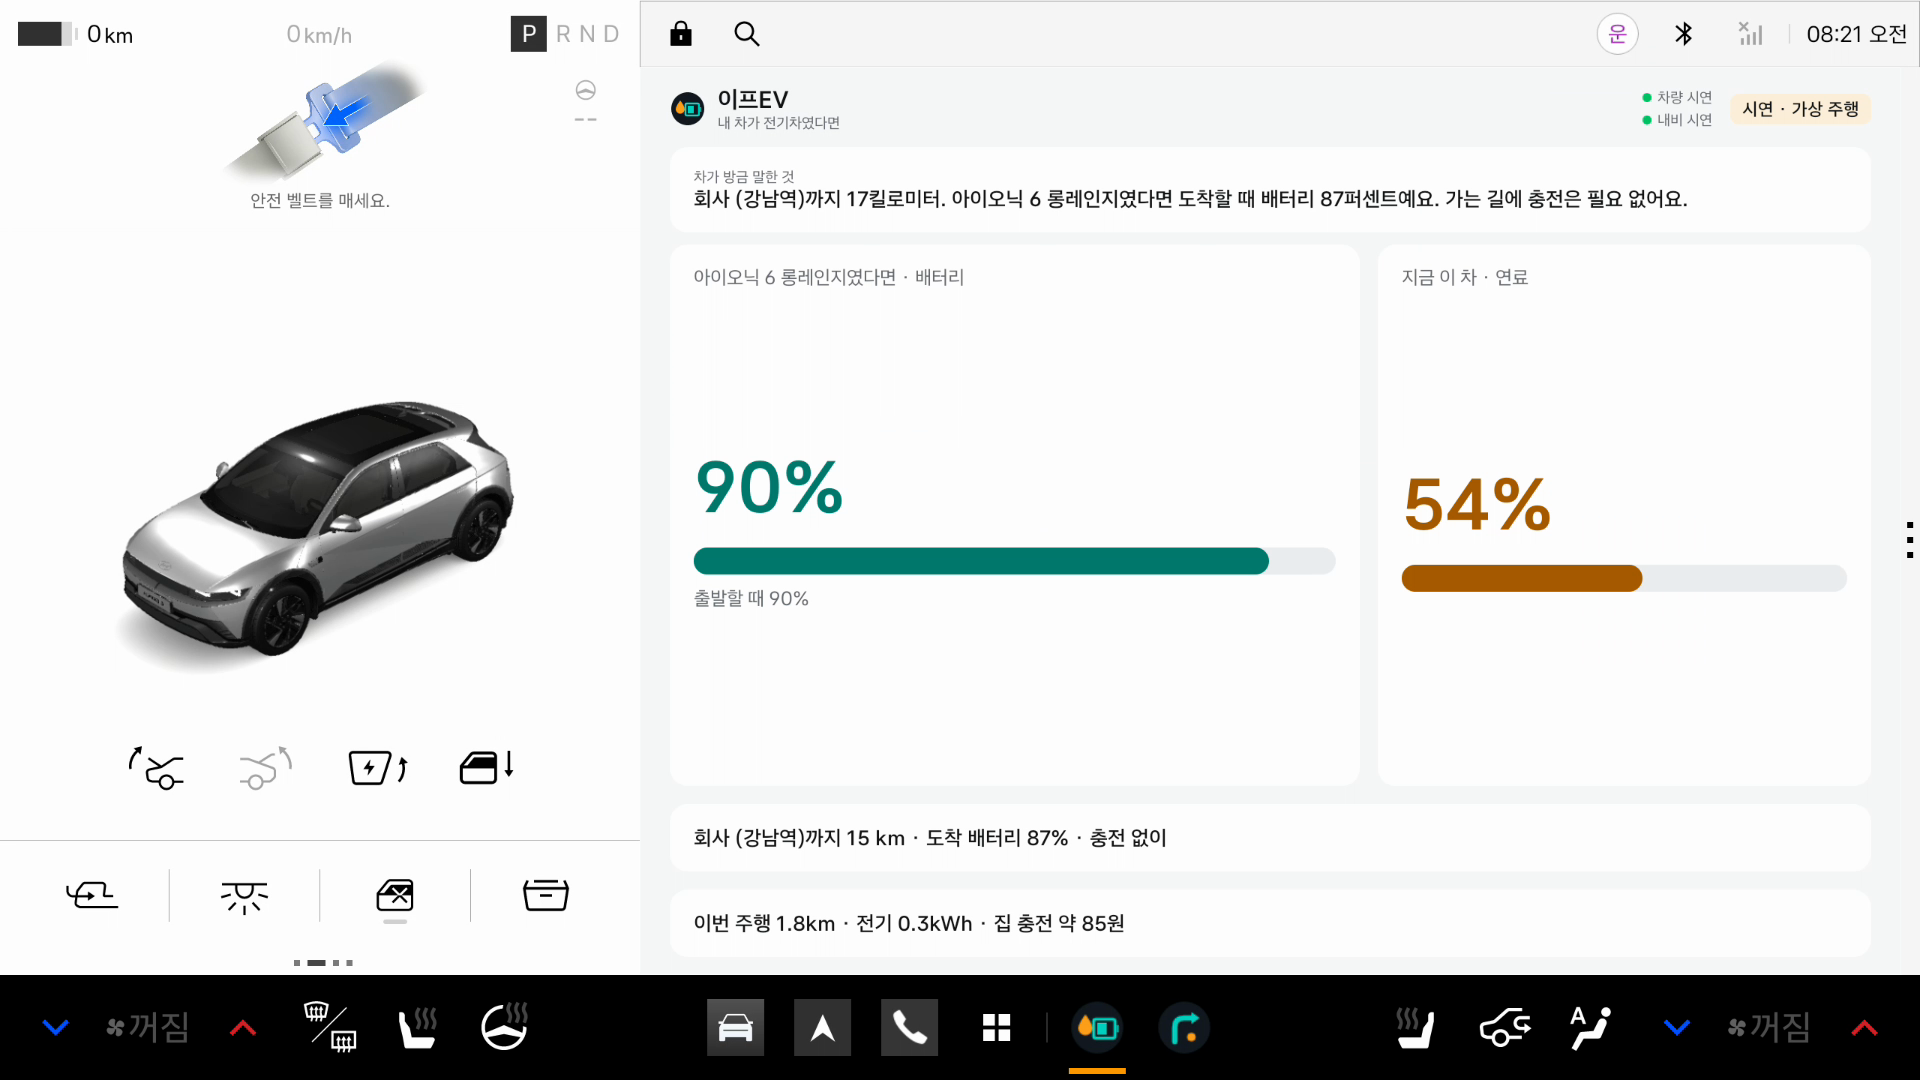 0 km
0 km/h
P R N D
안전 벨트를 매세요.
운
08:21 오전
이프EV
내 차가 전기차였다면
차량 시연
내비 시연
시연 · 가상 주행
차가 방금 말한 것
회사 (강남역)까지 17킬로미터. 아이오닉 6 롱레인지였다면 도착할 때 배터리 87퍼센트예요. 가는 길에 충전은 필요 없어요.
아이오닉 6 롱레인지였다면 · 배터리
90%
출발할 때 90%
지금 이 차 · 연료
54%
회사 (강남역)까지 15 km · 도착 배터리 87% · 충전 없이
이번 주행 1.8km · 전기 0.3kWh · 집 충전 약 85원
꺼짐
A
꺼짐